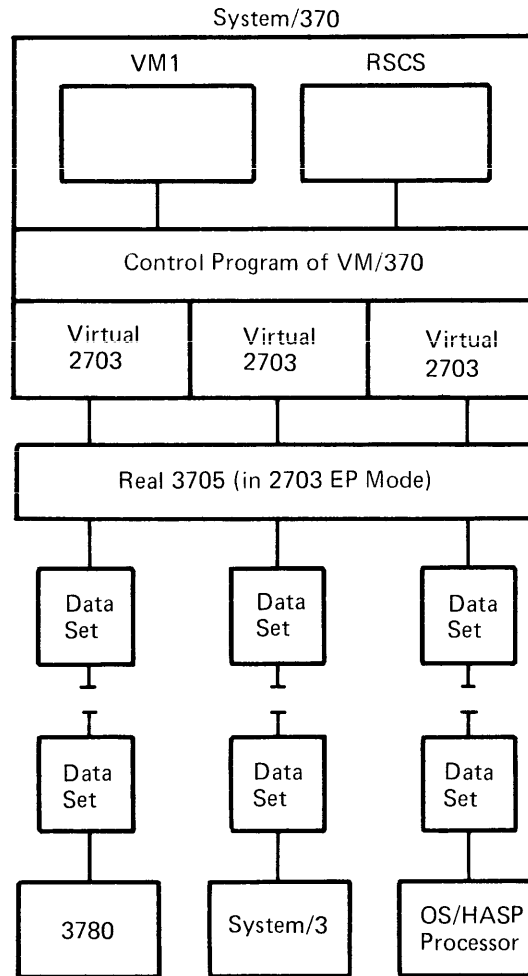 System/370
VM1 RSCS
Control Program of VM/370
Virtual 2703
Virtual 2703
Virtual 2703
Real 3705 (in 2703 EP Mode)
Data Set
Data Set
Data Set
Data Set
Data Set
Data Set
3780
System/3
OS/HASP
Processor